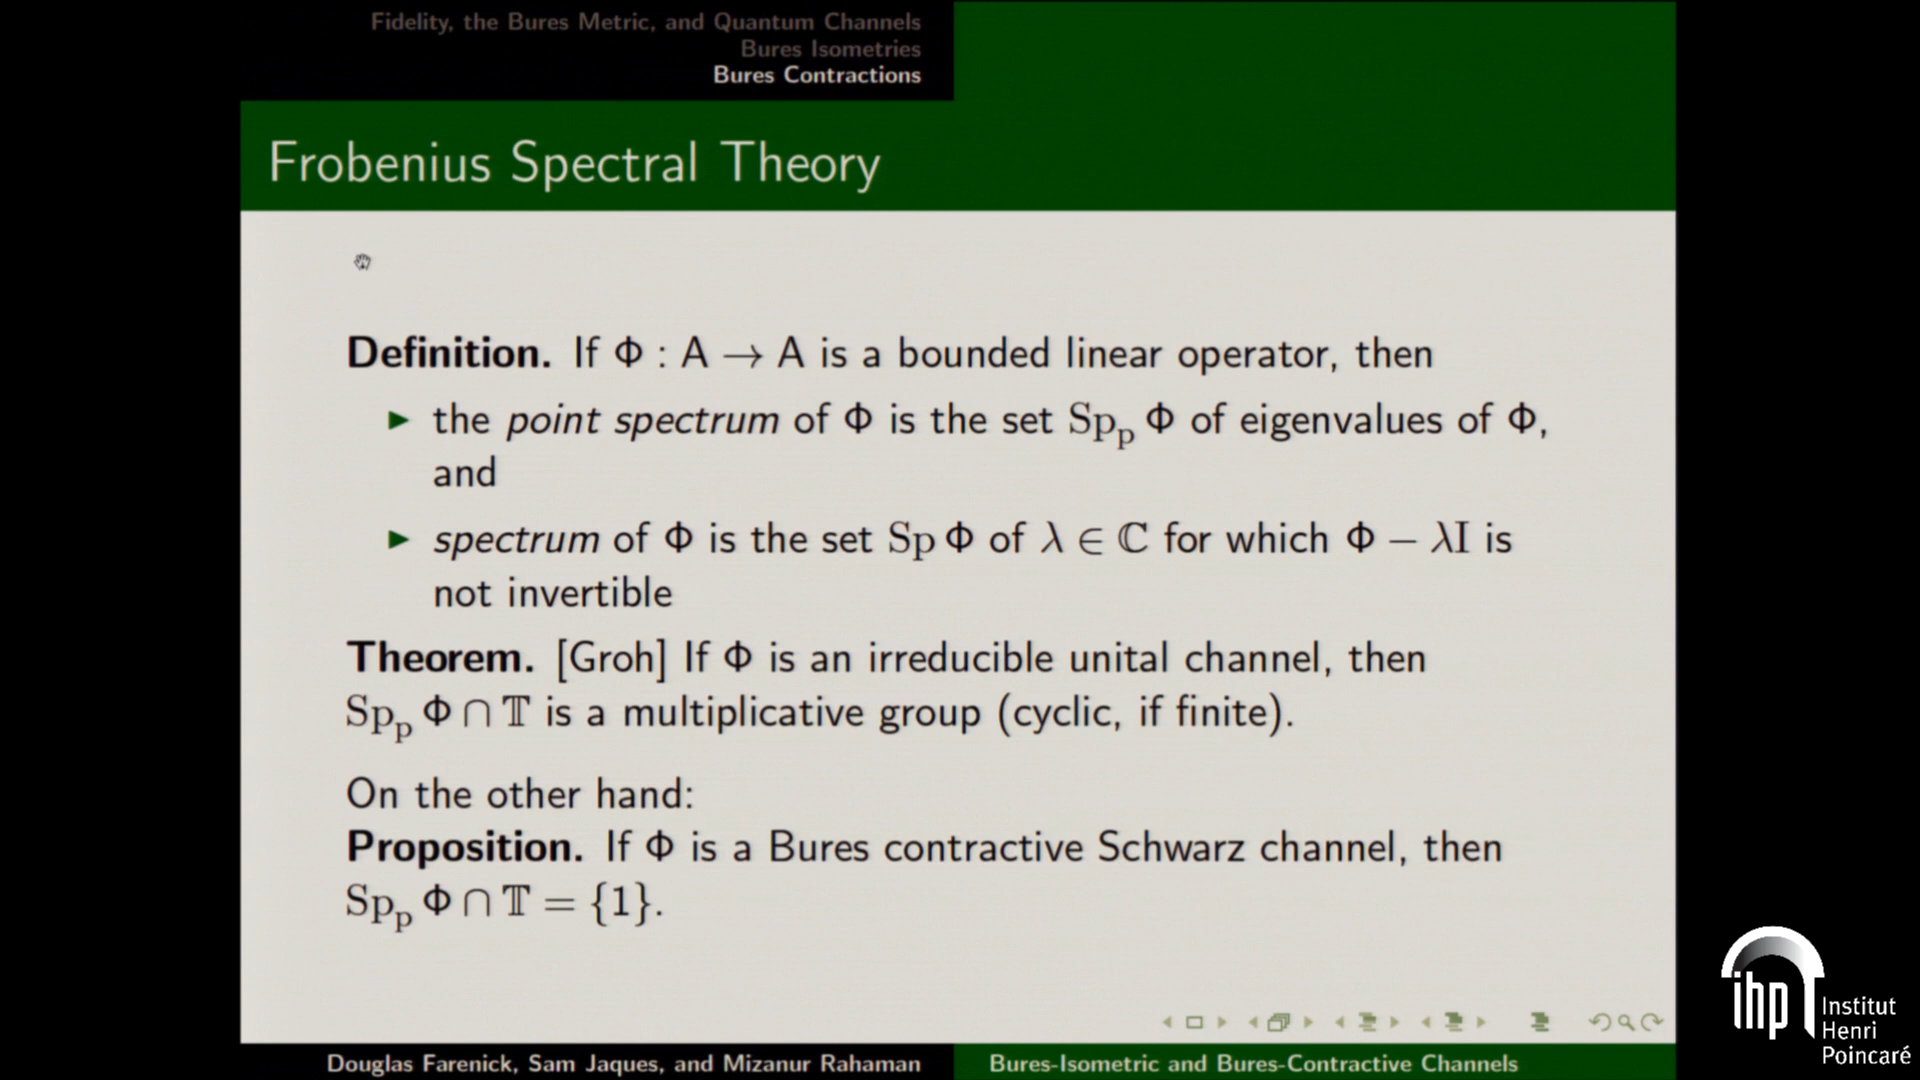 Fidelity, the Bures Metric, and Quantum Channels
Bures Isometries
Bures Contractions
Frobenius Spectral Theory
Definition. If Φ : A → A is a bounded linear operator, then
▶ the point spectrum of Φ is the set Sp_p Φ of eigenvalues of Φ,
and
▶ spectrum of Φ is the set Sp Φ of λ ∈ ℂ for which Φ − λI is
not invertible
Theorem. [Groh] If Φ is an irreducible unital channel, then
Sp_p Φ ∩ 𝕋 is a multiplicative group (cyclic, if finite).
On the other hand:
Proposition. If Φ is a Bures contractive Schwarz channel, then
Sp_p Φ ∩ 𝕋 = {1}.
Douglas Farenick, Sam Jaques, and Mizanur Rahaman
Bures-Isometric and Bures-Contractive Channels
ihp
Institut
Henri
Poincaré